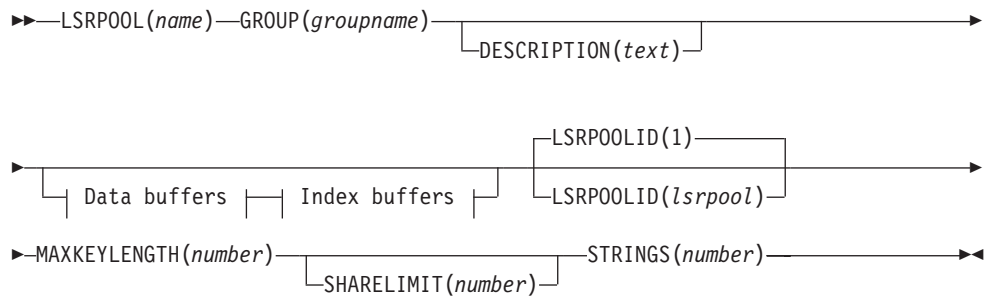 LSRPOOL(name) GROUP(groupname)
DESCRIPTION(text)
LSRPOOLID(1)
Data buffers Index buffers LSRPOOLID(lsrpool)
MAXKEYLENGTH(number) STRINGS(number)
SHARELIMIT(number)